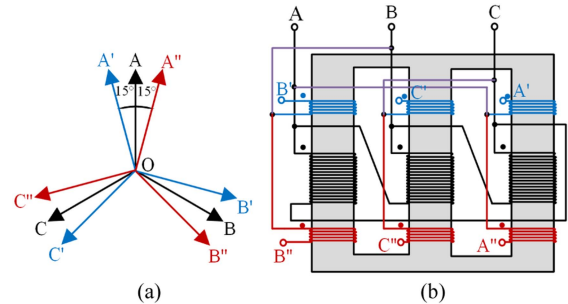 A' A A"
15° 15°
O
C" B'
C B
C' B"
(a)
A B C
B' C' A'
B" C" A"
(b)